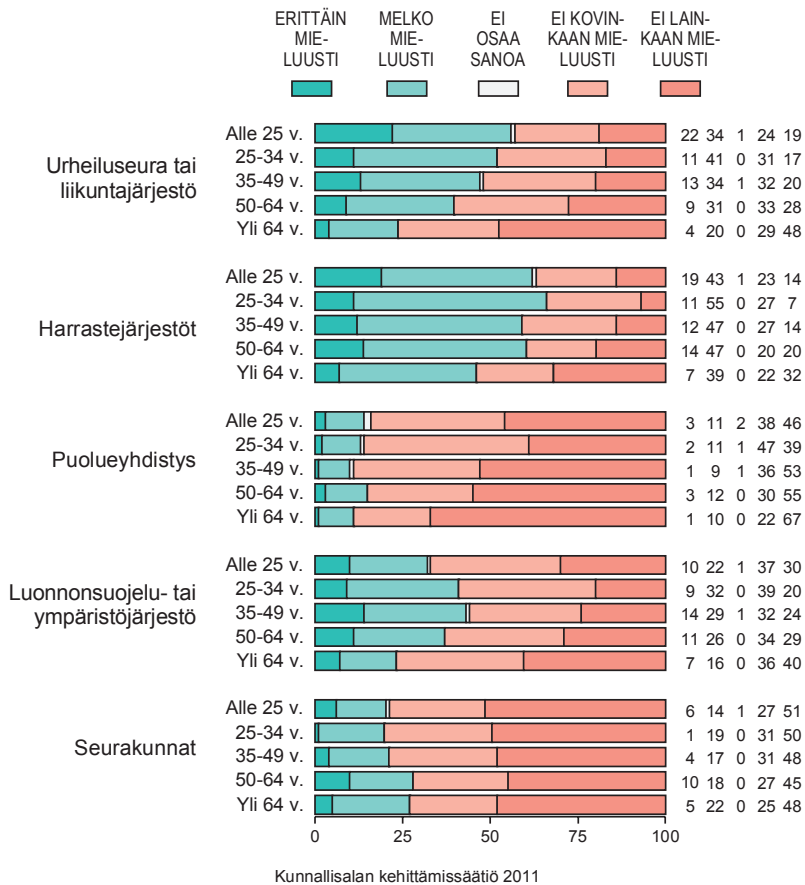 ERITTÄIN MIE- LUUSTI
MELKO MIE- LUUSTI
EI OSAA SANOA
EI KOVIN- KAAN MIE- LUUSTI
EI LAIN- KAAN MIE- LUUSTI
Urheiluseura tai
liikuntajärjestö
Alle 25 v. 22 34 1 24 19
25-34 v. 11 41 0 31 17
35-49 v. 13 34 1 32 20
50-64 v. 9 31 0 33 28
Yli 64 v. 4 20 0 29 48
Harrastejärjestöt
Alle 25 v. 19 43 1 23 14
25-34 v. 11 55 0 27 7
35-49 v. 12 47 0 27 14
50-64 v. 14 47 0 20 20
Yli 64 v. 7 39 0 22 32
Puolueyhdistys
Alle 25 v. 3 11 2 38 46
25-34 v. 2 11 1 47 39
35-49 v. 1 9 1 36 53
50-64 v. 3 12 0 30 55
Yli 64 v. 1 10 0 22 67
Luonnonsuojelu- tai
ympäristöjärjestö
Alle 25 v. 10 22 1 37 30
25-34 v. 9 32 0 39 20
35-49 v. 14 29 1 32 24
50-64 v. 11 26 0 34 29
Yli 64 v. 7 16 0 36 40
Seurakunnat
Alle 25 v. 6 14 1 27 51
25-34 v. 1 19 0 31 50
35-49 v. 4 17 0 31 48
50-64 v. 10 18 0 27 45
Yli 64 v. 5 22 0 25 48
0 25 50 75 100
Kunnallisalan kehittämissäätiö 2011